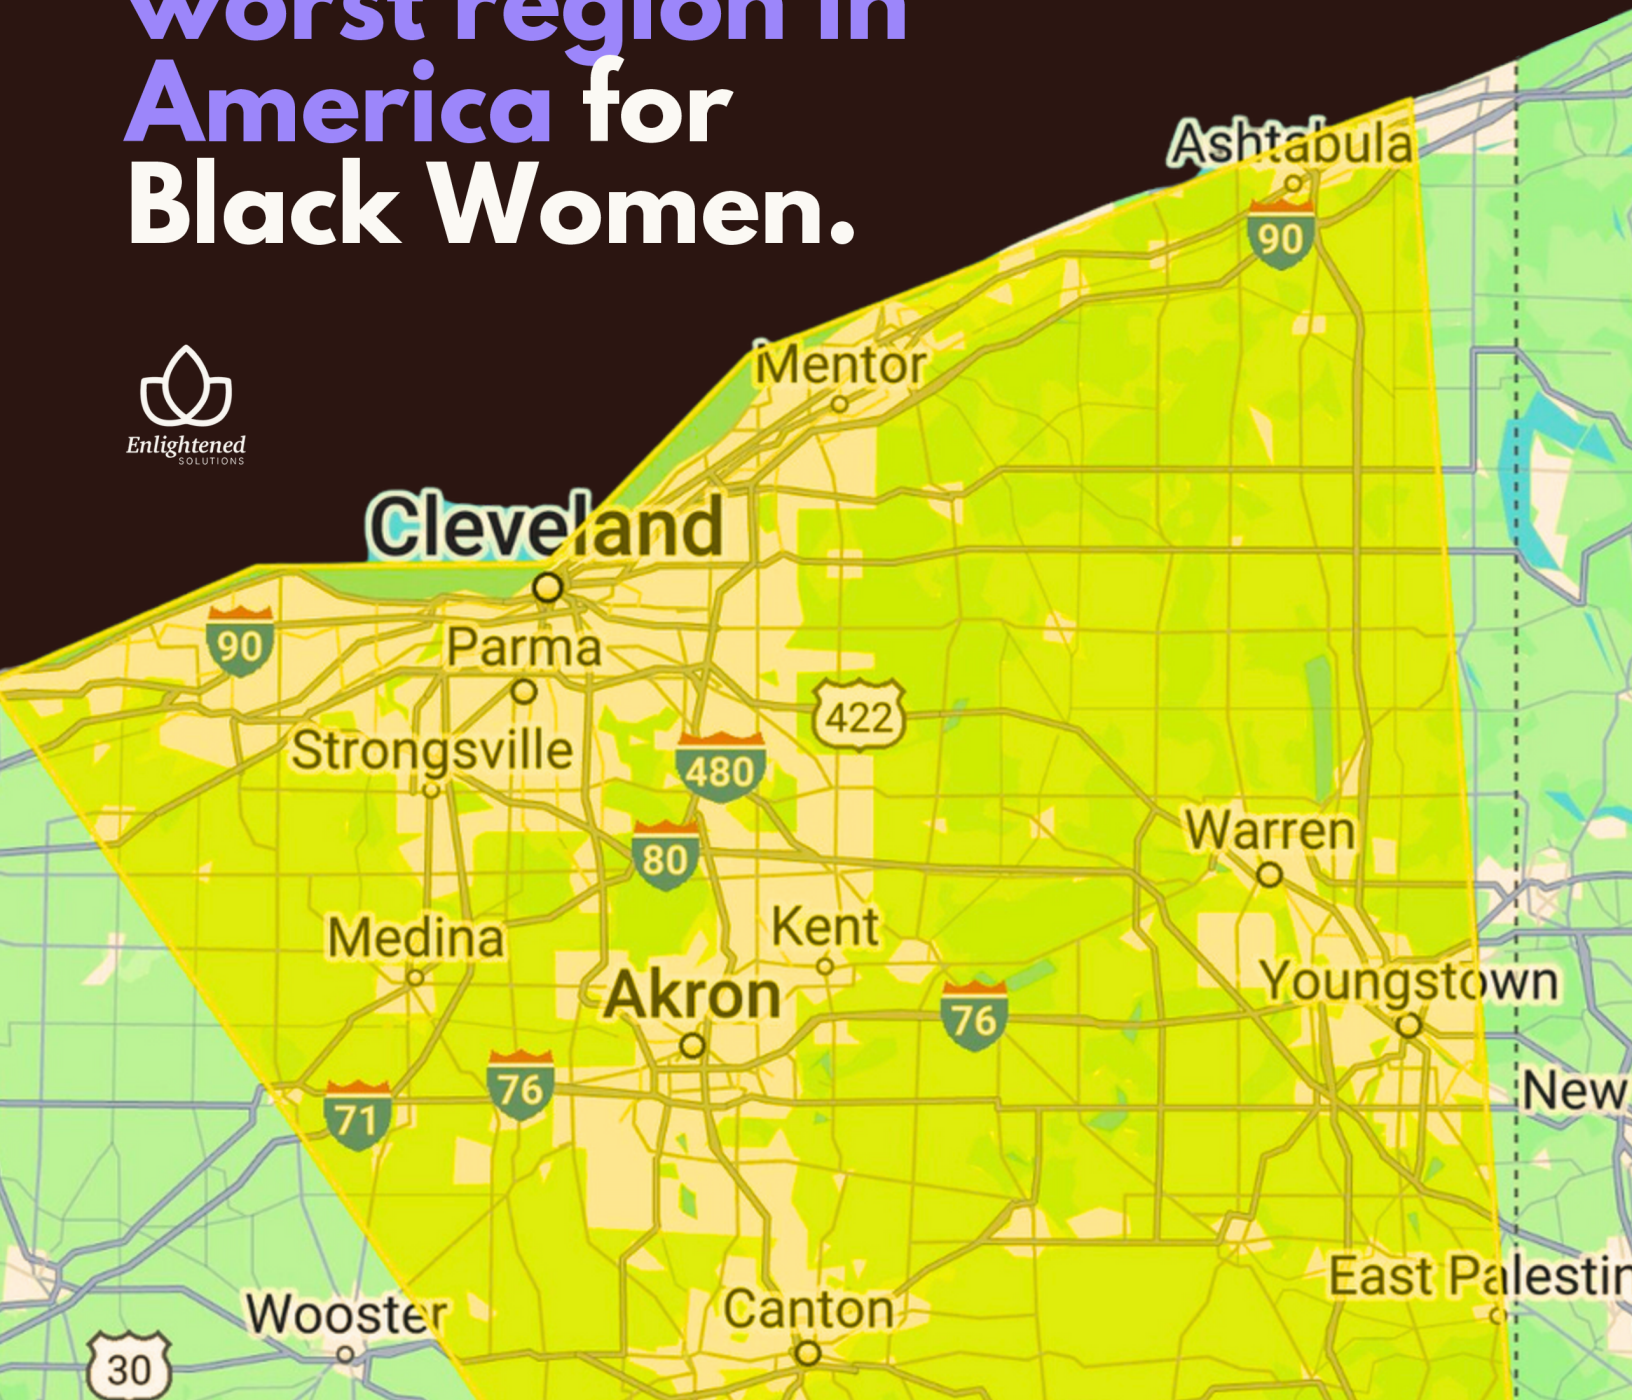 worst region in
America for
Black Women.
Ashtabula
90
Mentor
Enlightened
SOLUTIONS
Cleveland
90
Parma
422
Strongsville
480
80
Warren
Medina
Kent
Akron
Youngstown
76
76
71
New
East Palestin
Wooster
Canton
30